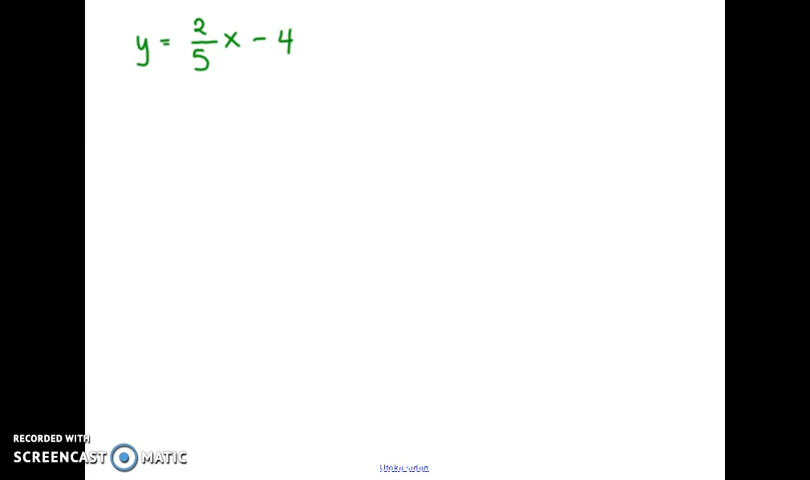 y = 2/5 x - 4
RECORDED WITH
SCREENCAST MATIC